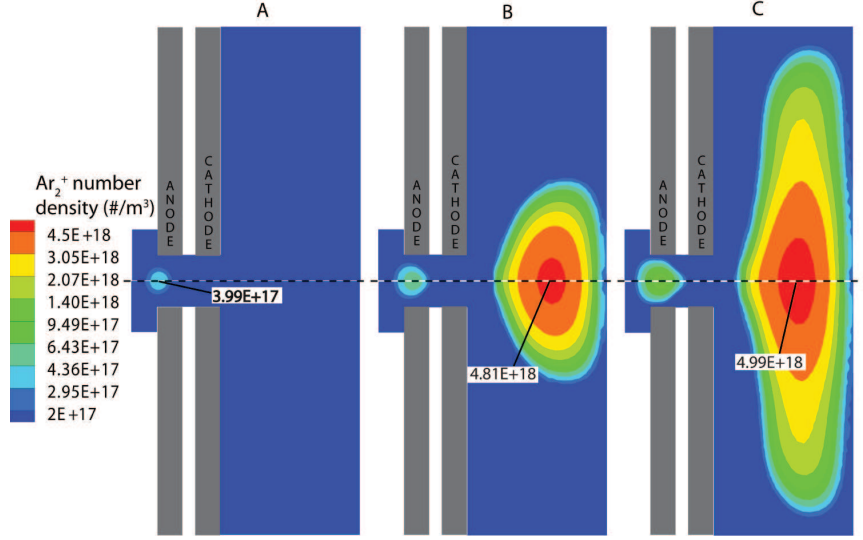 A
B
C
ANODE
CATHODE
ANODE
CATHODE
ANODE
CATHODE
Ar₂⁺ number
density (#/m³)
4.5E+18
3.05E+18
2.07E+18
1.40E+18
9.49E+17
6.43E+17
4.36E+17
2.95E+17
2E+17
3.99E+17
4.81E+18
4.99E+18